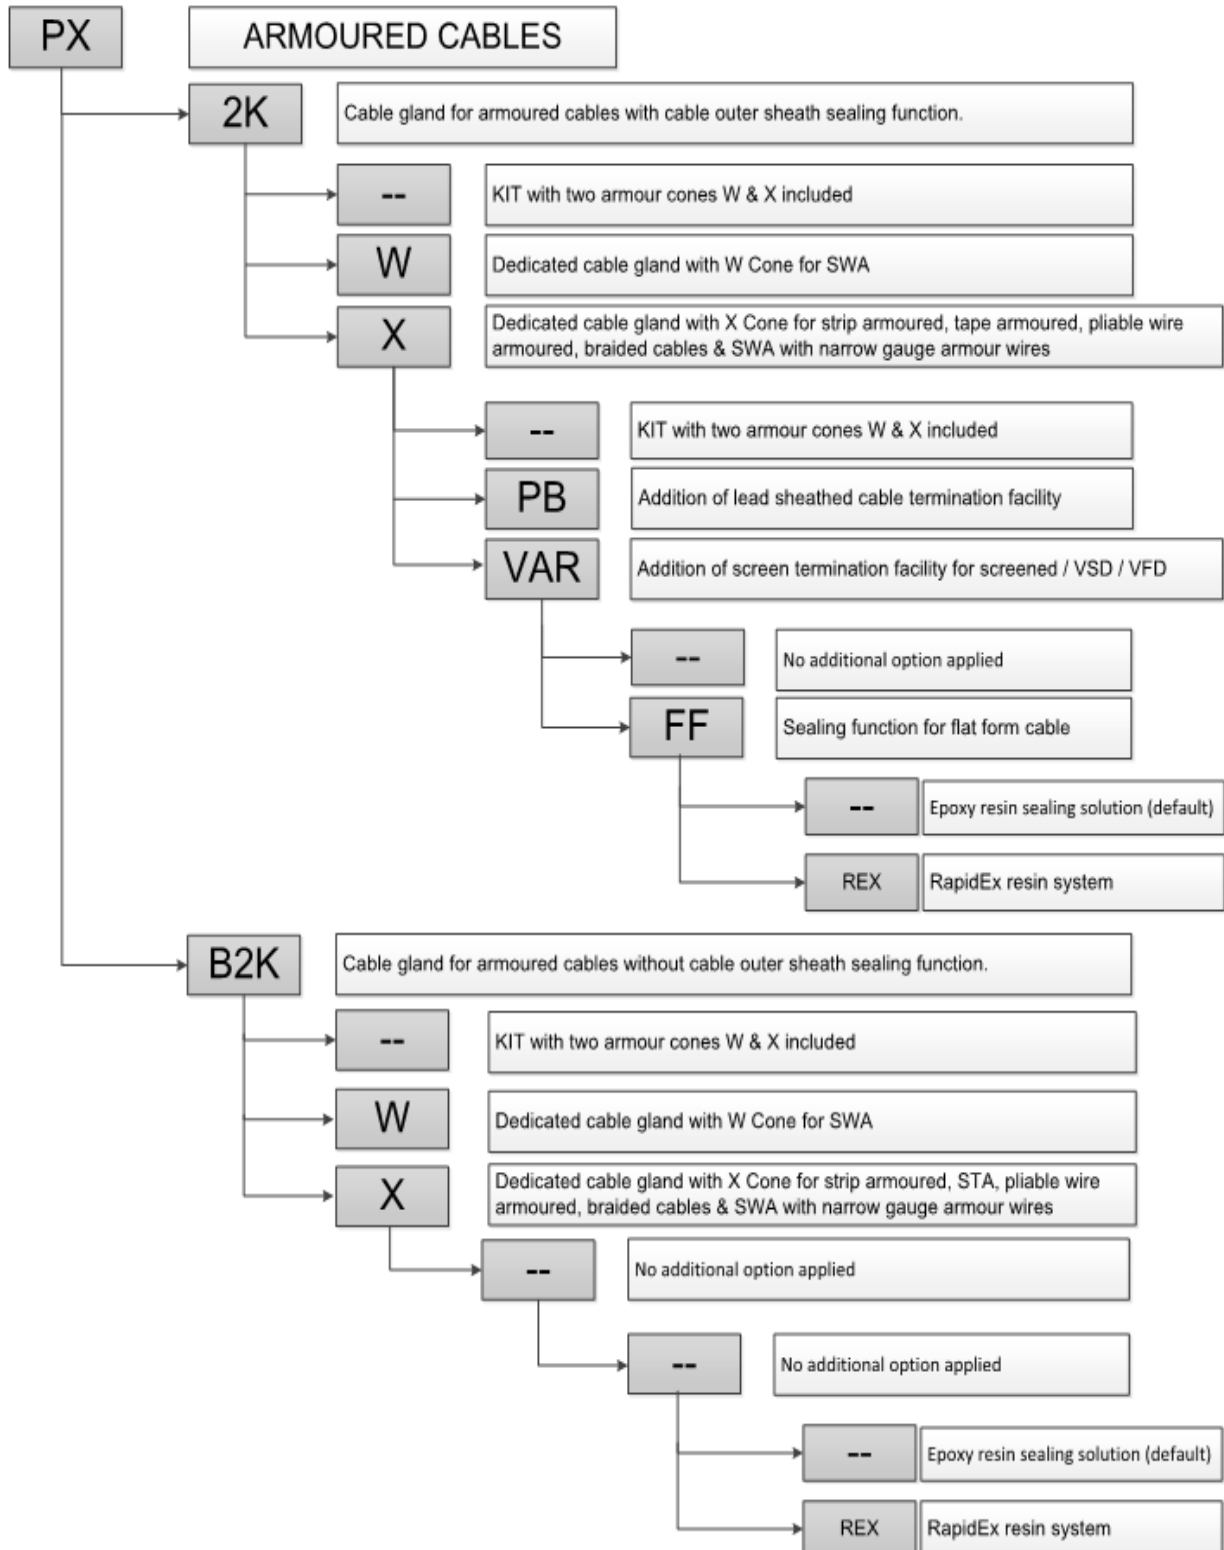 PX
ARMOURED CABLES
2K
Cable gland for armoured cables with cable outer sheath sealing function.
--
KIT with two armour cones W & X included
W
Dedicated cable gland with W Cone for SWA
X
Dedicated cable gland with X Cone for strip armoured, tape armoured, pliable wire
armoured, braided cables & SWA with narrow gauge armour wires
--
KIT with two armour cones W & X included
PB
Addition of lead sheathed cable termination facility
VAR
Addition of screen termination facility for screened / VSD / VFD
--
No additional option applied
FF
Sealing function for flat form cable
--
Epoxy resin sealing solution (default)
REX
RapidEx resin system
B2K
Cable gland for armoured cables without cable outer sheath sealing function.
--
KIT with two armour cones W & X included
W
Dedicated cable gland with W Cone for SWA
X
Dedicated cable gland with X Cone for strip armoured, STA, pliable wire
armoured, braided cables & SWA with narrow gauge armour wires
--
No additional option applied
--
No additional option applied
--
Epoxy resin sealing solution (default)
REX
RapidEx resin system